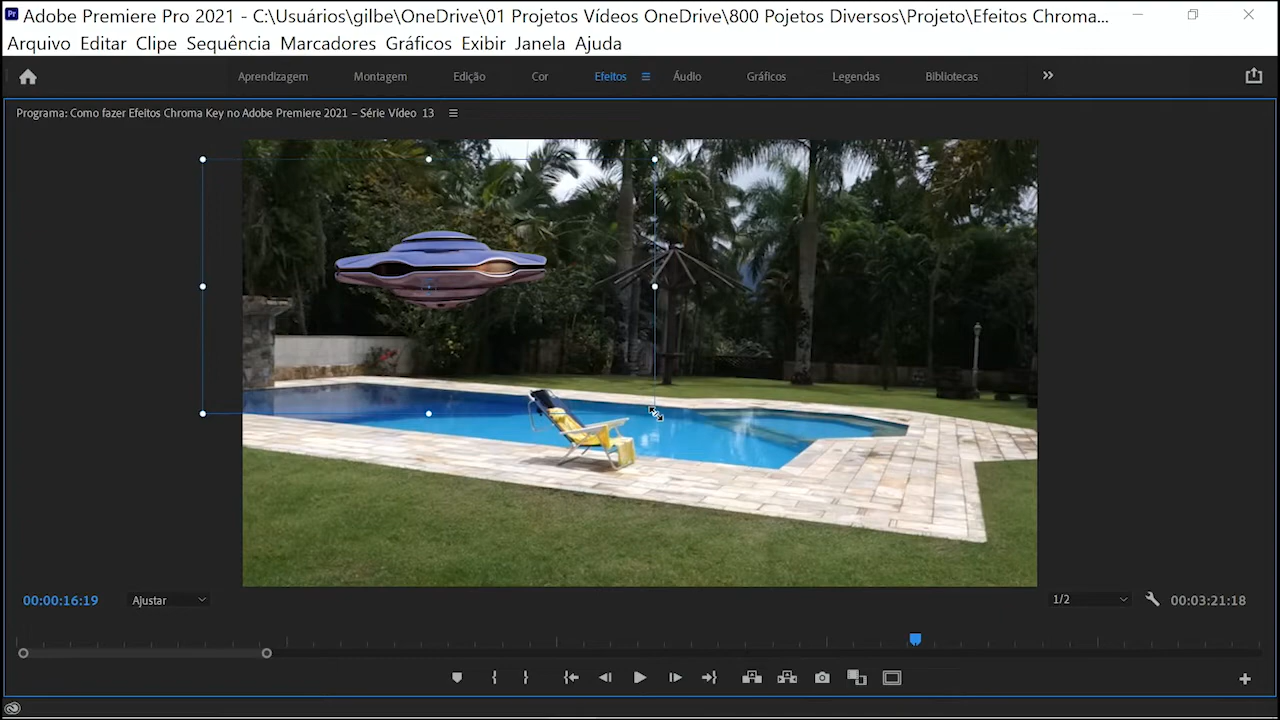 Pr Adobe Premiere Pro 2021 - C:\Usuários\gilbe\OneDrive\01 Projetos Vídeos OneDrive\800 Pojetos Diversos\Projeto\Efeitos Chroma...
Arquivo Editar Clipe Sequência Marcadores Gráficos Exibir Janela Ajuda
Aprendizagem Montagem Edição Cor Efeitos Áudio Gráficos Legendas Bibliotecas
Programa: Como fazer Efeitos Chroma Key no Adobe Premiere 2021 – Série Vídeo 13
00:00:16:19 Ajustar 1/2 00:03:21:18